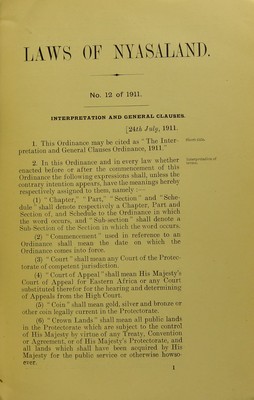 LAWS OF NYASALAND.
No. 12 of 1911.
INTERPRETATION AND GENERAL CLAUSES.
[24th July, 1911.
1. This Ordinance may be cited as "The Inter-
pretation and General Clauses Ordinance, 1911."
Short title.
2. In this Ordinance and in every law whether
enacted before or after the commencement of this
Ordinance the following expressions shall, unless the
contrary intention appears, have the meanings hereby
respectively assigned to them, namely :—
Interpretation of
terms.
(1) "Chapter," "Part," "Section" and "Sche-
dule" shall denote respectively a Chapter, Part and
Section of, and Schedule to the Ordinance in which
the word occurs, and "Sub-section" shall denote a
Sub-Section of the Section in which the word occurs.
(2) "Commencement" used in reference to an
Ordinance shall mean the date on which the
Ordinance comes into force.
(3) "Court" shall mean any Court of the Protec-
torate of competent jurisdiction.
(4) "Court of Appeal" shall mean His Majesty's
Court of Appeal for Eastern Africa or any Court
substituted therefor for the hearing and determining
of Appeals from the High Court.
(5) "Coin" shall mean gold, silver and bronze or
other coin legally current in the Protectorate.
(6) "Crown Lands" shall mean all public lands
in the Protectorate which are subject to the control
of His Majesty by virtue of any Treaty, Convention
or Agreement, or of His Majesty's Protectorate, and
all lands which shall have been acquired by His
Majesty for the public service or otherwise howso-
ever.
1